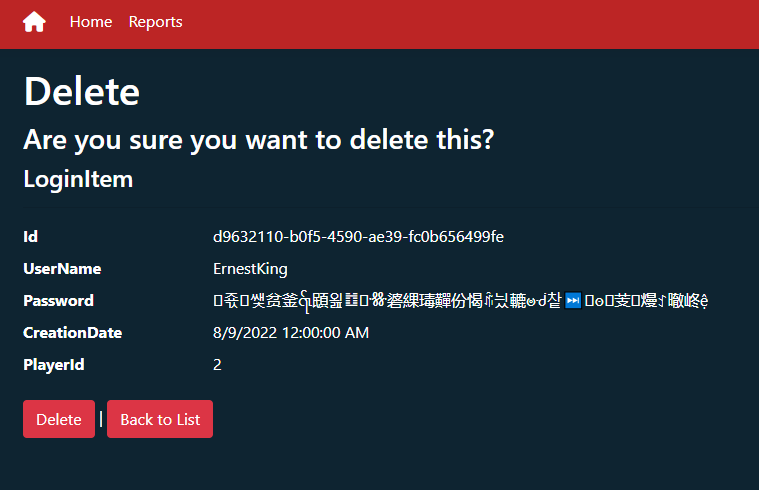 Home Reports
Delete
Are you sure you want to delete this?
LoginItem
Id d9632110-b0f5-4590-ae39-fc0b656499fe
UserName ErnestKing
Password
CreationDate 8/9/2022 12:00:00 AM
PlayerId 2
Delete | Back to List